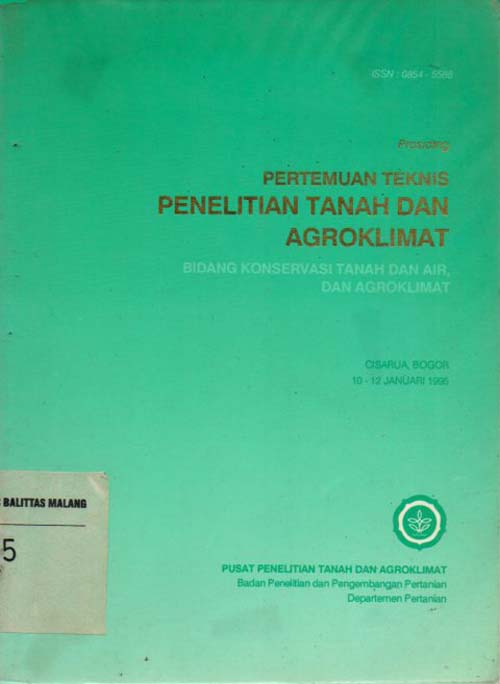 ISSN : 0854 - 5588
Prosiding
PERTEMUAN TEKNIS
PENELITIAN TANAH DAN
AGROKLIMAT
BIDANG KONSERVASI TANAH DAN AIR,
DAN AGROKLIMAT
CISARUA, BOGOR
10 - 12 JANUARI 1995
BALITTAS MALANG
5
PUSAT PENELITIAN TANAH DAN AGROKLIMAT
Badan Penelitian dan Pengembangan Pertanian
Departemen Pertanian